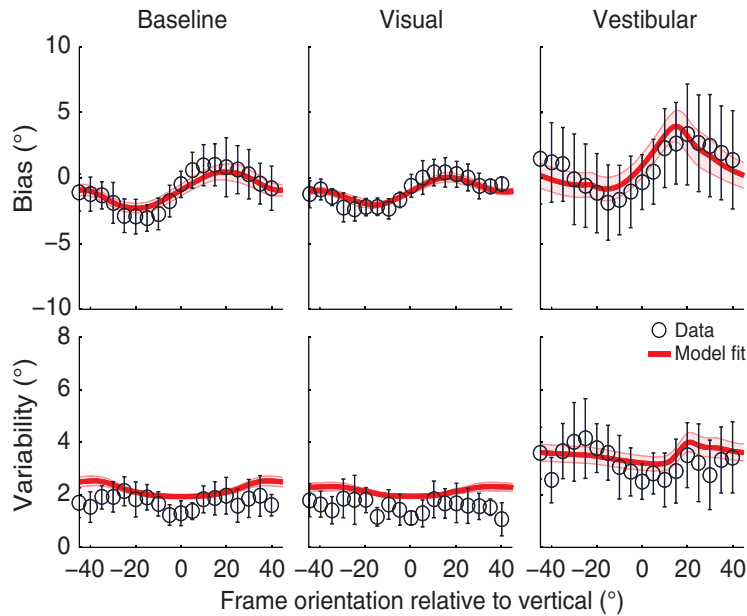 Baseline Visual Vestibular
10
5
0
−5
−10
Bias (°)
8
6
4
2
0
Variability (°)
Data
Model fit
−40 −20 0 20 40 −40 −20 0 20 40 −40 −20 0 20 40
Frame orientation relative to vertical (°)